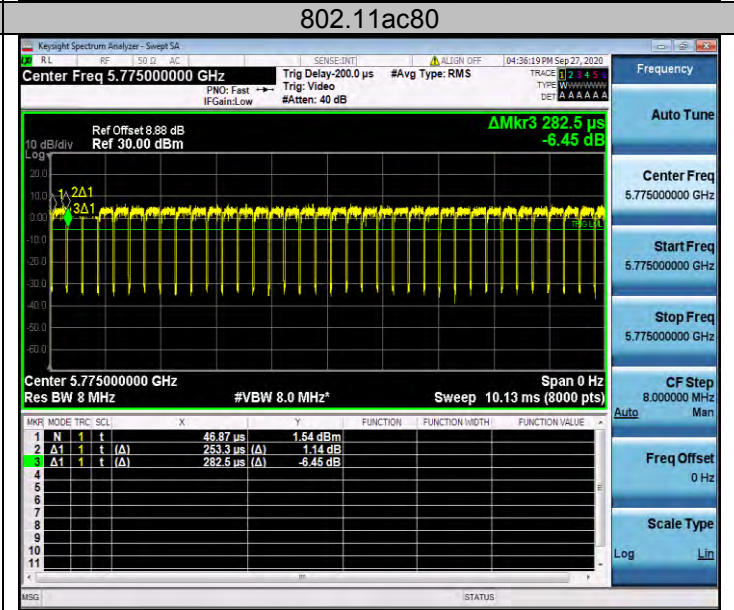 802.11ac80
Keysight Spectrum Analyzer - Swept SA
RL RF 50 Ω AC SENSE:INT ALIGN OFF 04:36:19 PM Sep 27, 2020
Center Freq 5.775000000 GHz
Trig Delay-200.0 µs #Avg Type: RMS
TRACE 1 2 3 4 5 6
PNO: Fast Trig: Video
TYPE W
IFGain:Low #Atten: 40 dB
DET A A A A A A
Frequency
Auto Tune
Center Freq
5.775000000 GHz
Start Freq
5.775000000 GHz
Stop Freq
5.775000000 GHz
CF Step
8.000000 MHz
Auto Man
Freq Offset
0 Hz
Scale Type
Log Lin
ΔMkr3 282.5 µs
-6.45 dB
Ref Offset 8.88 dB
10 dB/div Ref 30.00 dBm
Log
20.0
10.0
0.00
-10.0
-20.0
-30.0
-40.0
-50.0
-60.0
1 2Δ1
3Δ1
TRIG LVL
Center 5.775000000 GHz Span 0 Hz
Res BW 8 MHz #VBW 8.0 MHz* Sweep 10.13 ms (8000 pts)
MKR MODE TRC SCL X Y FUNCTION FUNCTION WIDTH FUNCTION VALUE
1 N 1 t 46.87 µs 1.54 dBm
2 Δ1 1 t (Δ) 253.3 µs (Δ) 1.14 dB
3 Δ1 1 t (Δ) 282.5 µs (Δ) -6.45 dB
4
5
6
7
8
9
10
11
MSG STATUS